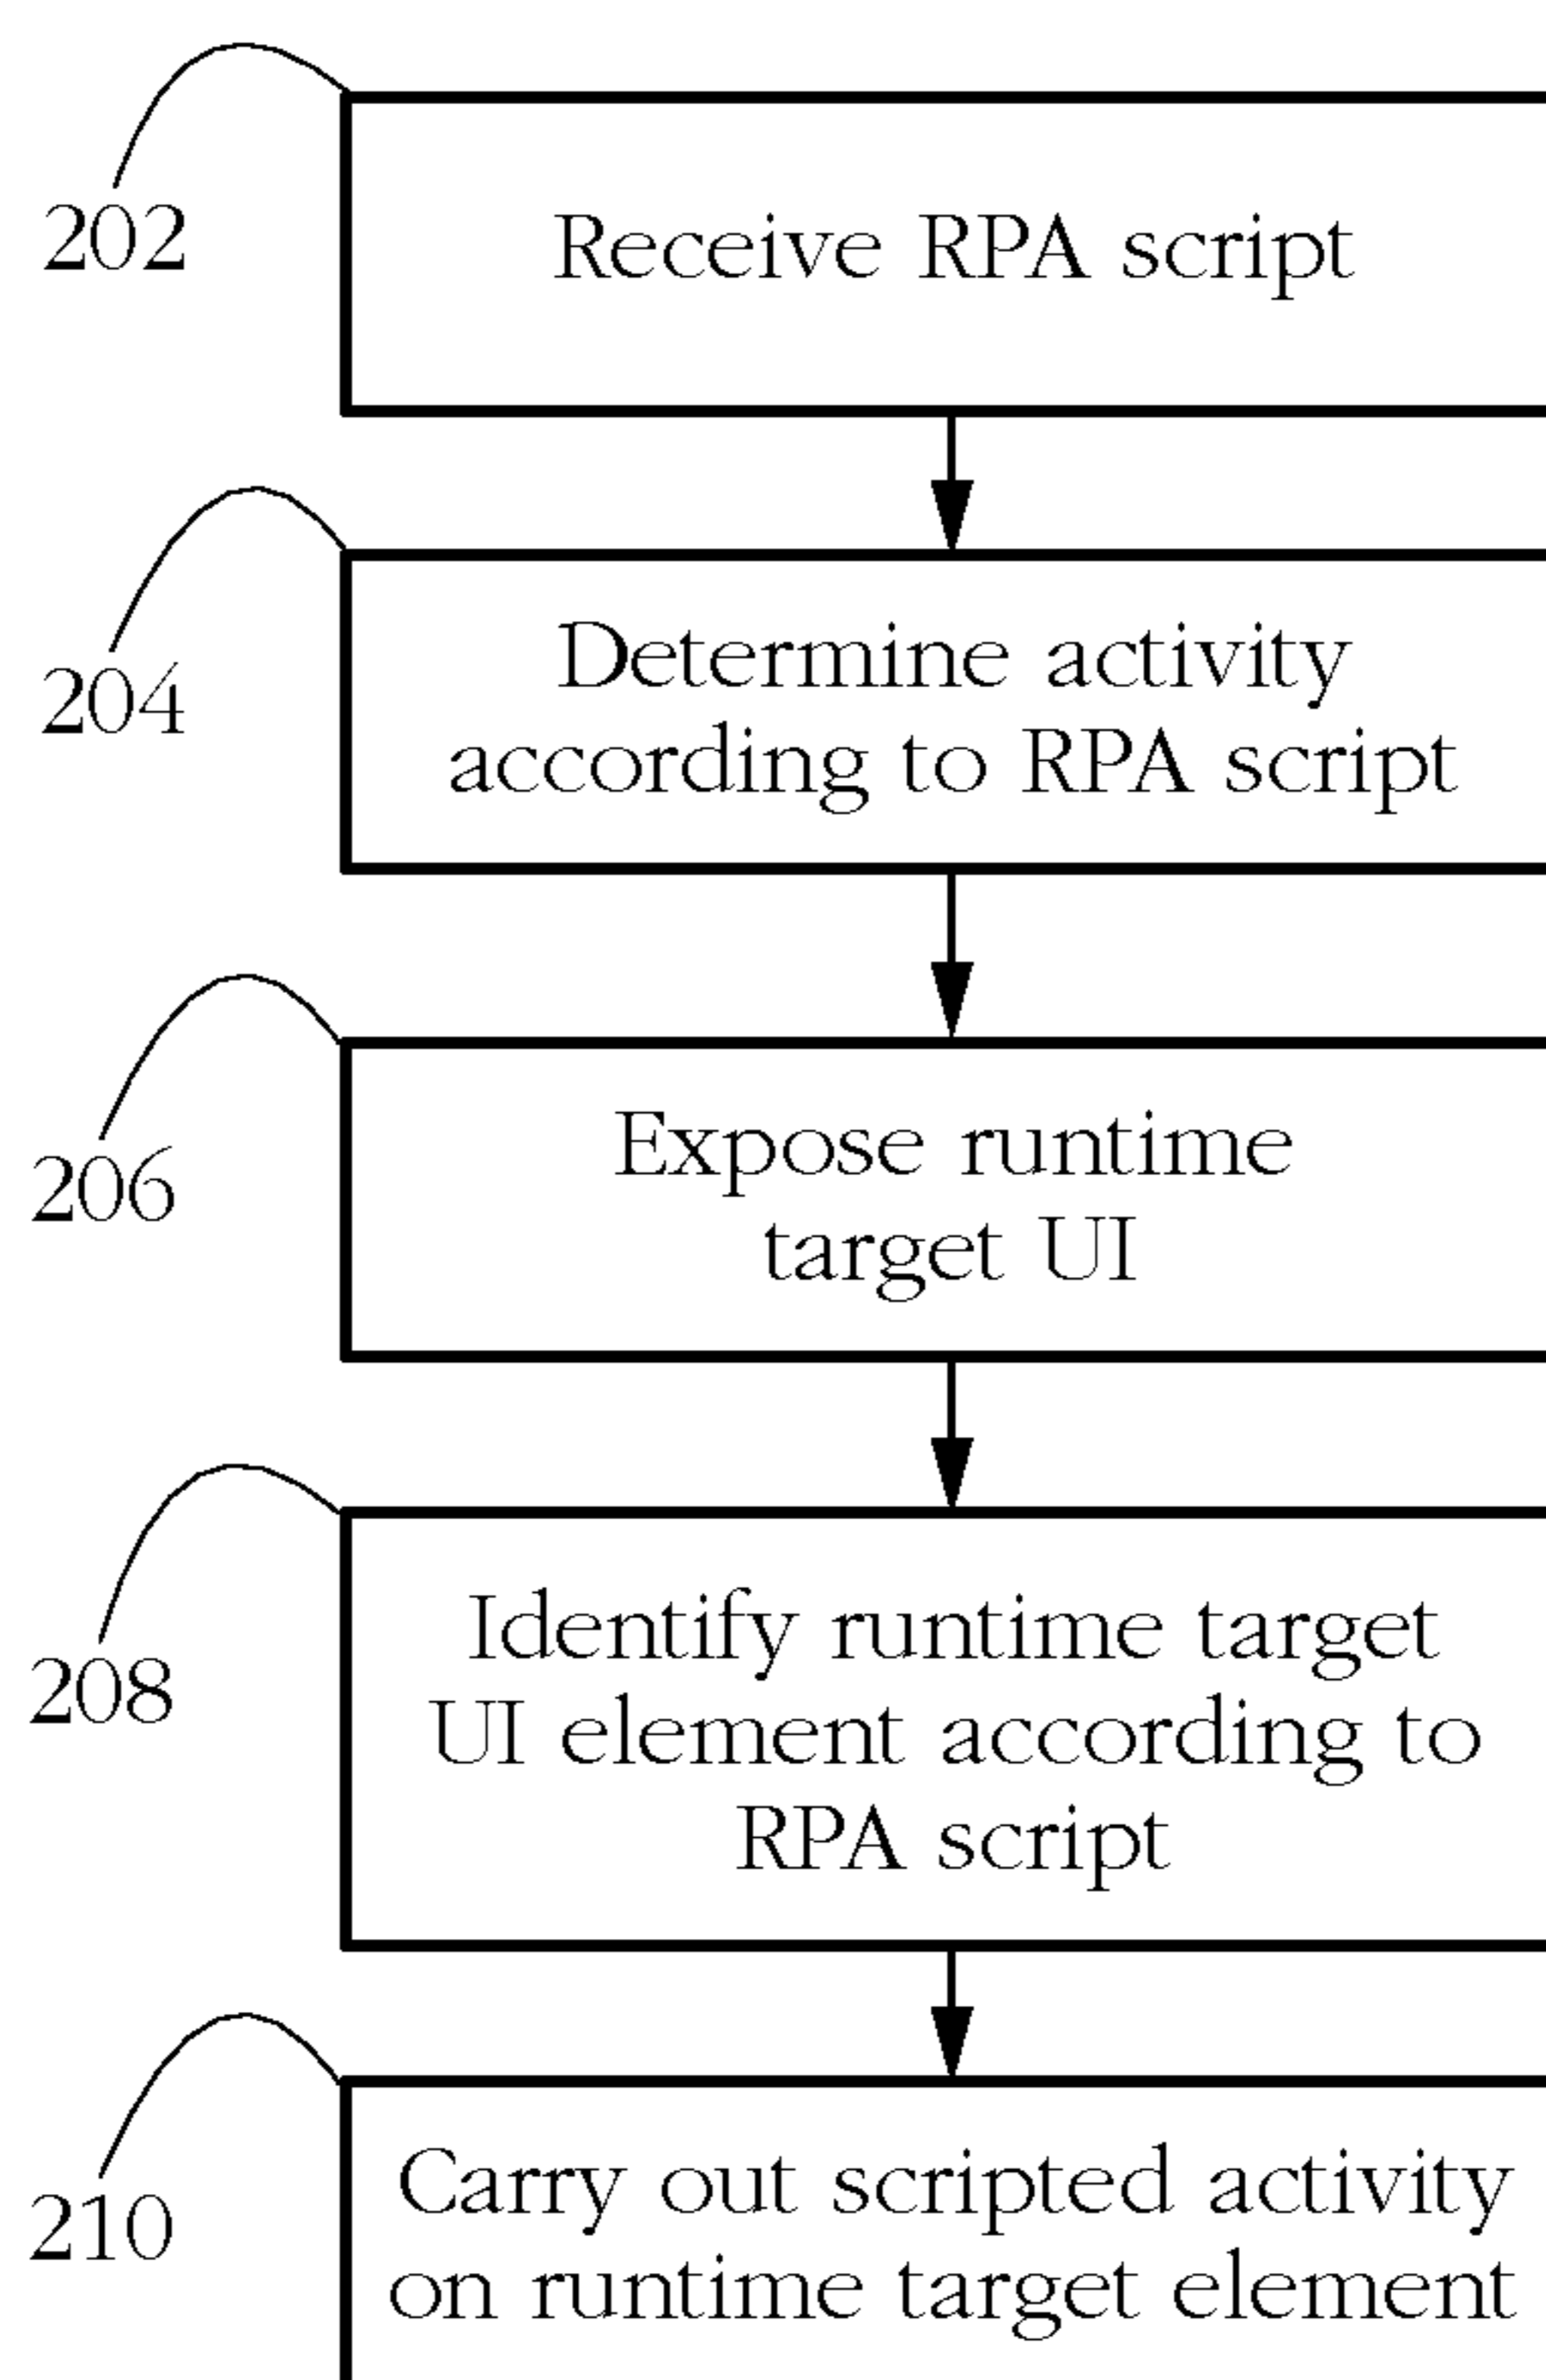 202
Receive RPA script
204
Determine activity
according to RPA script
206
Expose runtime
target UI
208
Identify runtime target
UI element according to
RPA script
210
Carry out scripted activity
on runtime target element